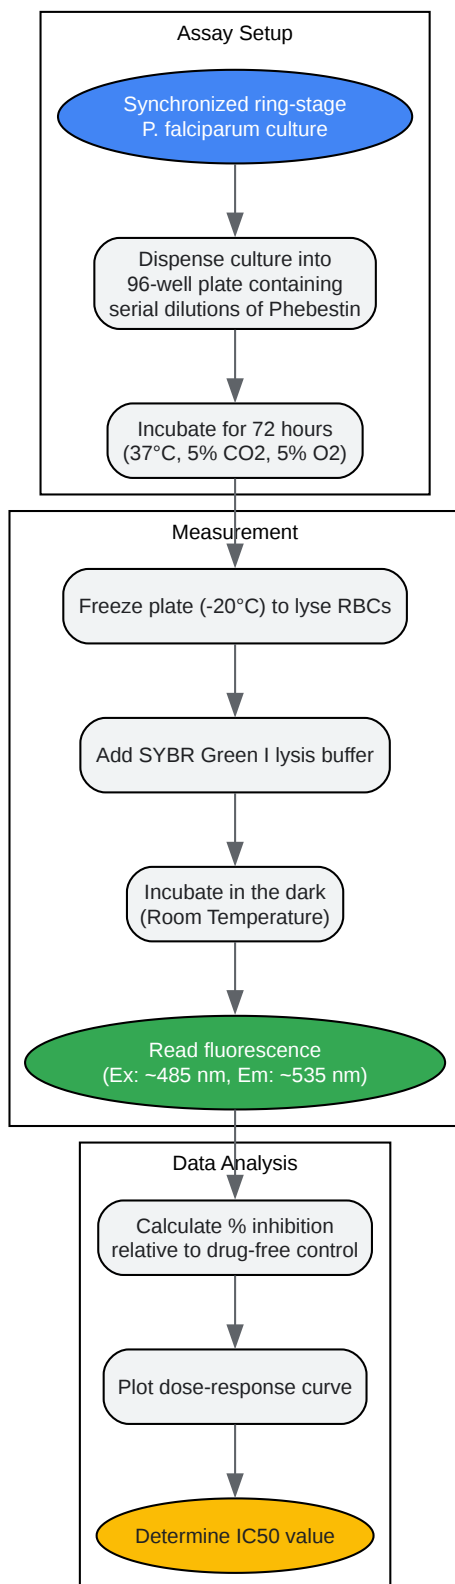 Assay Setup
Synchronized ring-stage
P. falciparum culture
Dispense culture into
96-well plate containing
serial dilutions of Phebestin
Incubate for 72 hours
(37°C, 5% CO2, 5% O2)
Measurement
Freeze plate (-20°C) to lyse RBCs
Add SYBR Green I lysis buffer
Incubate in the dark
(Room Temperature)
Read fluorescence
(Ex: ~485 nm, Em: ~535 nm)
Data Analysis
Calculate % inhibition
relative to drug-free control
Plot dose-response curve
Determine IC50 value